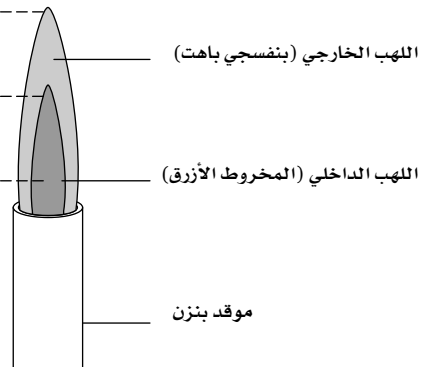 اللهب الخارجي (بنفسجي باهت)
اللهب الداخلي (المخروط الأزرق)
موقد بنزن